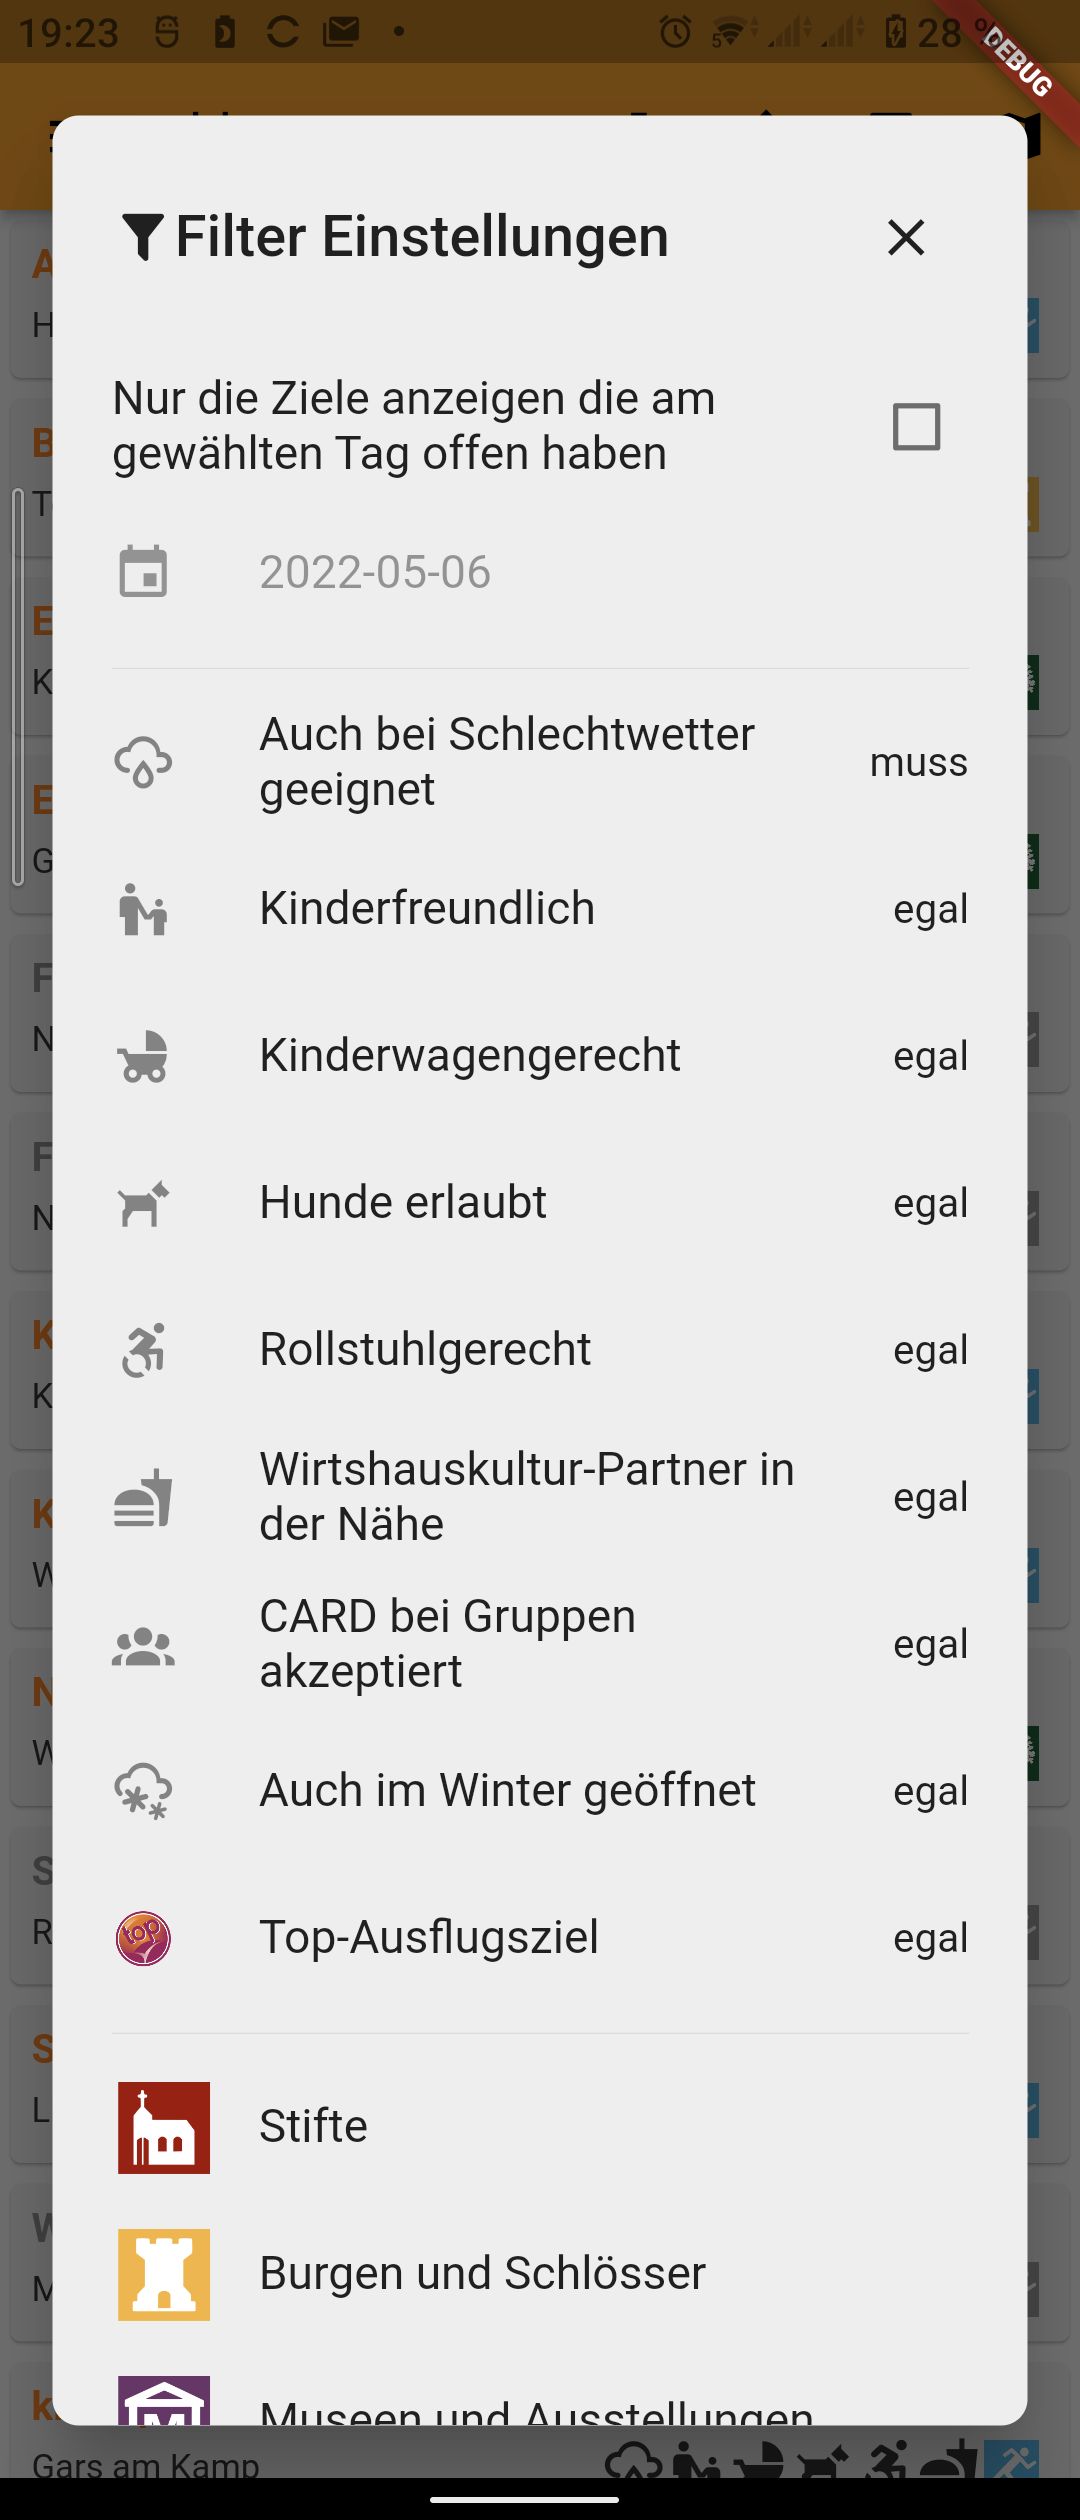 19:23
5
28 %
DEBUG
Filter Einstellungen
Nur die Ziele anzeigen die am
gewählten Tag offen haben
2022-05-06
Auch bei Schlechtwetter
geeignet
muss
Kinderfreundlich
egal
Kinderwagengerecht
egal
Hunde erlaubt
egal
Rollstuhlgerecht
egal
Wirtshauskultur-Partner in
der Nähe
egal
CARD bei Gruppen
akzeptiert
egal
Auch im Winter geöffnet
egal
top
Top-Ausflugsziel
egal
Stifte
Burgen und Schlösser
M
Museen und Ausstellungen
Gars am Kamp